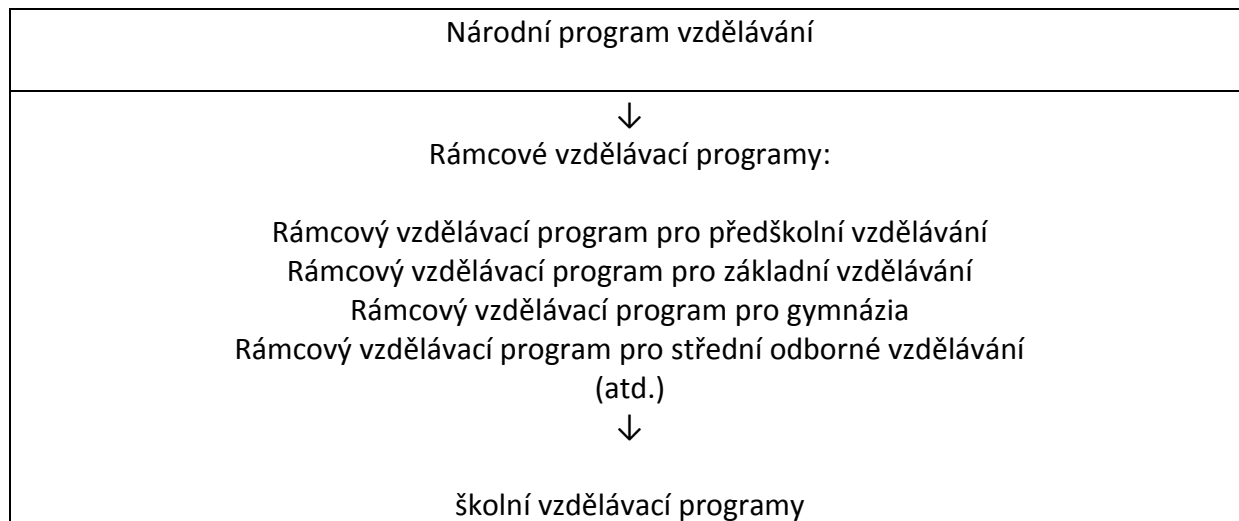 Národní program vzdělávání
↓
Rámcové vzdělávací programy:
Rámcový vzdělávací program pro předškolní vzdělávání
Rámcový vzdělávací program pro základní vzdělávání
Rámcový vzdělávací program pro gymnázia
Rámcový vzdělávací program pro střední odborné vzdělávání
(atd.)
↓
školní vzdělávací programy